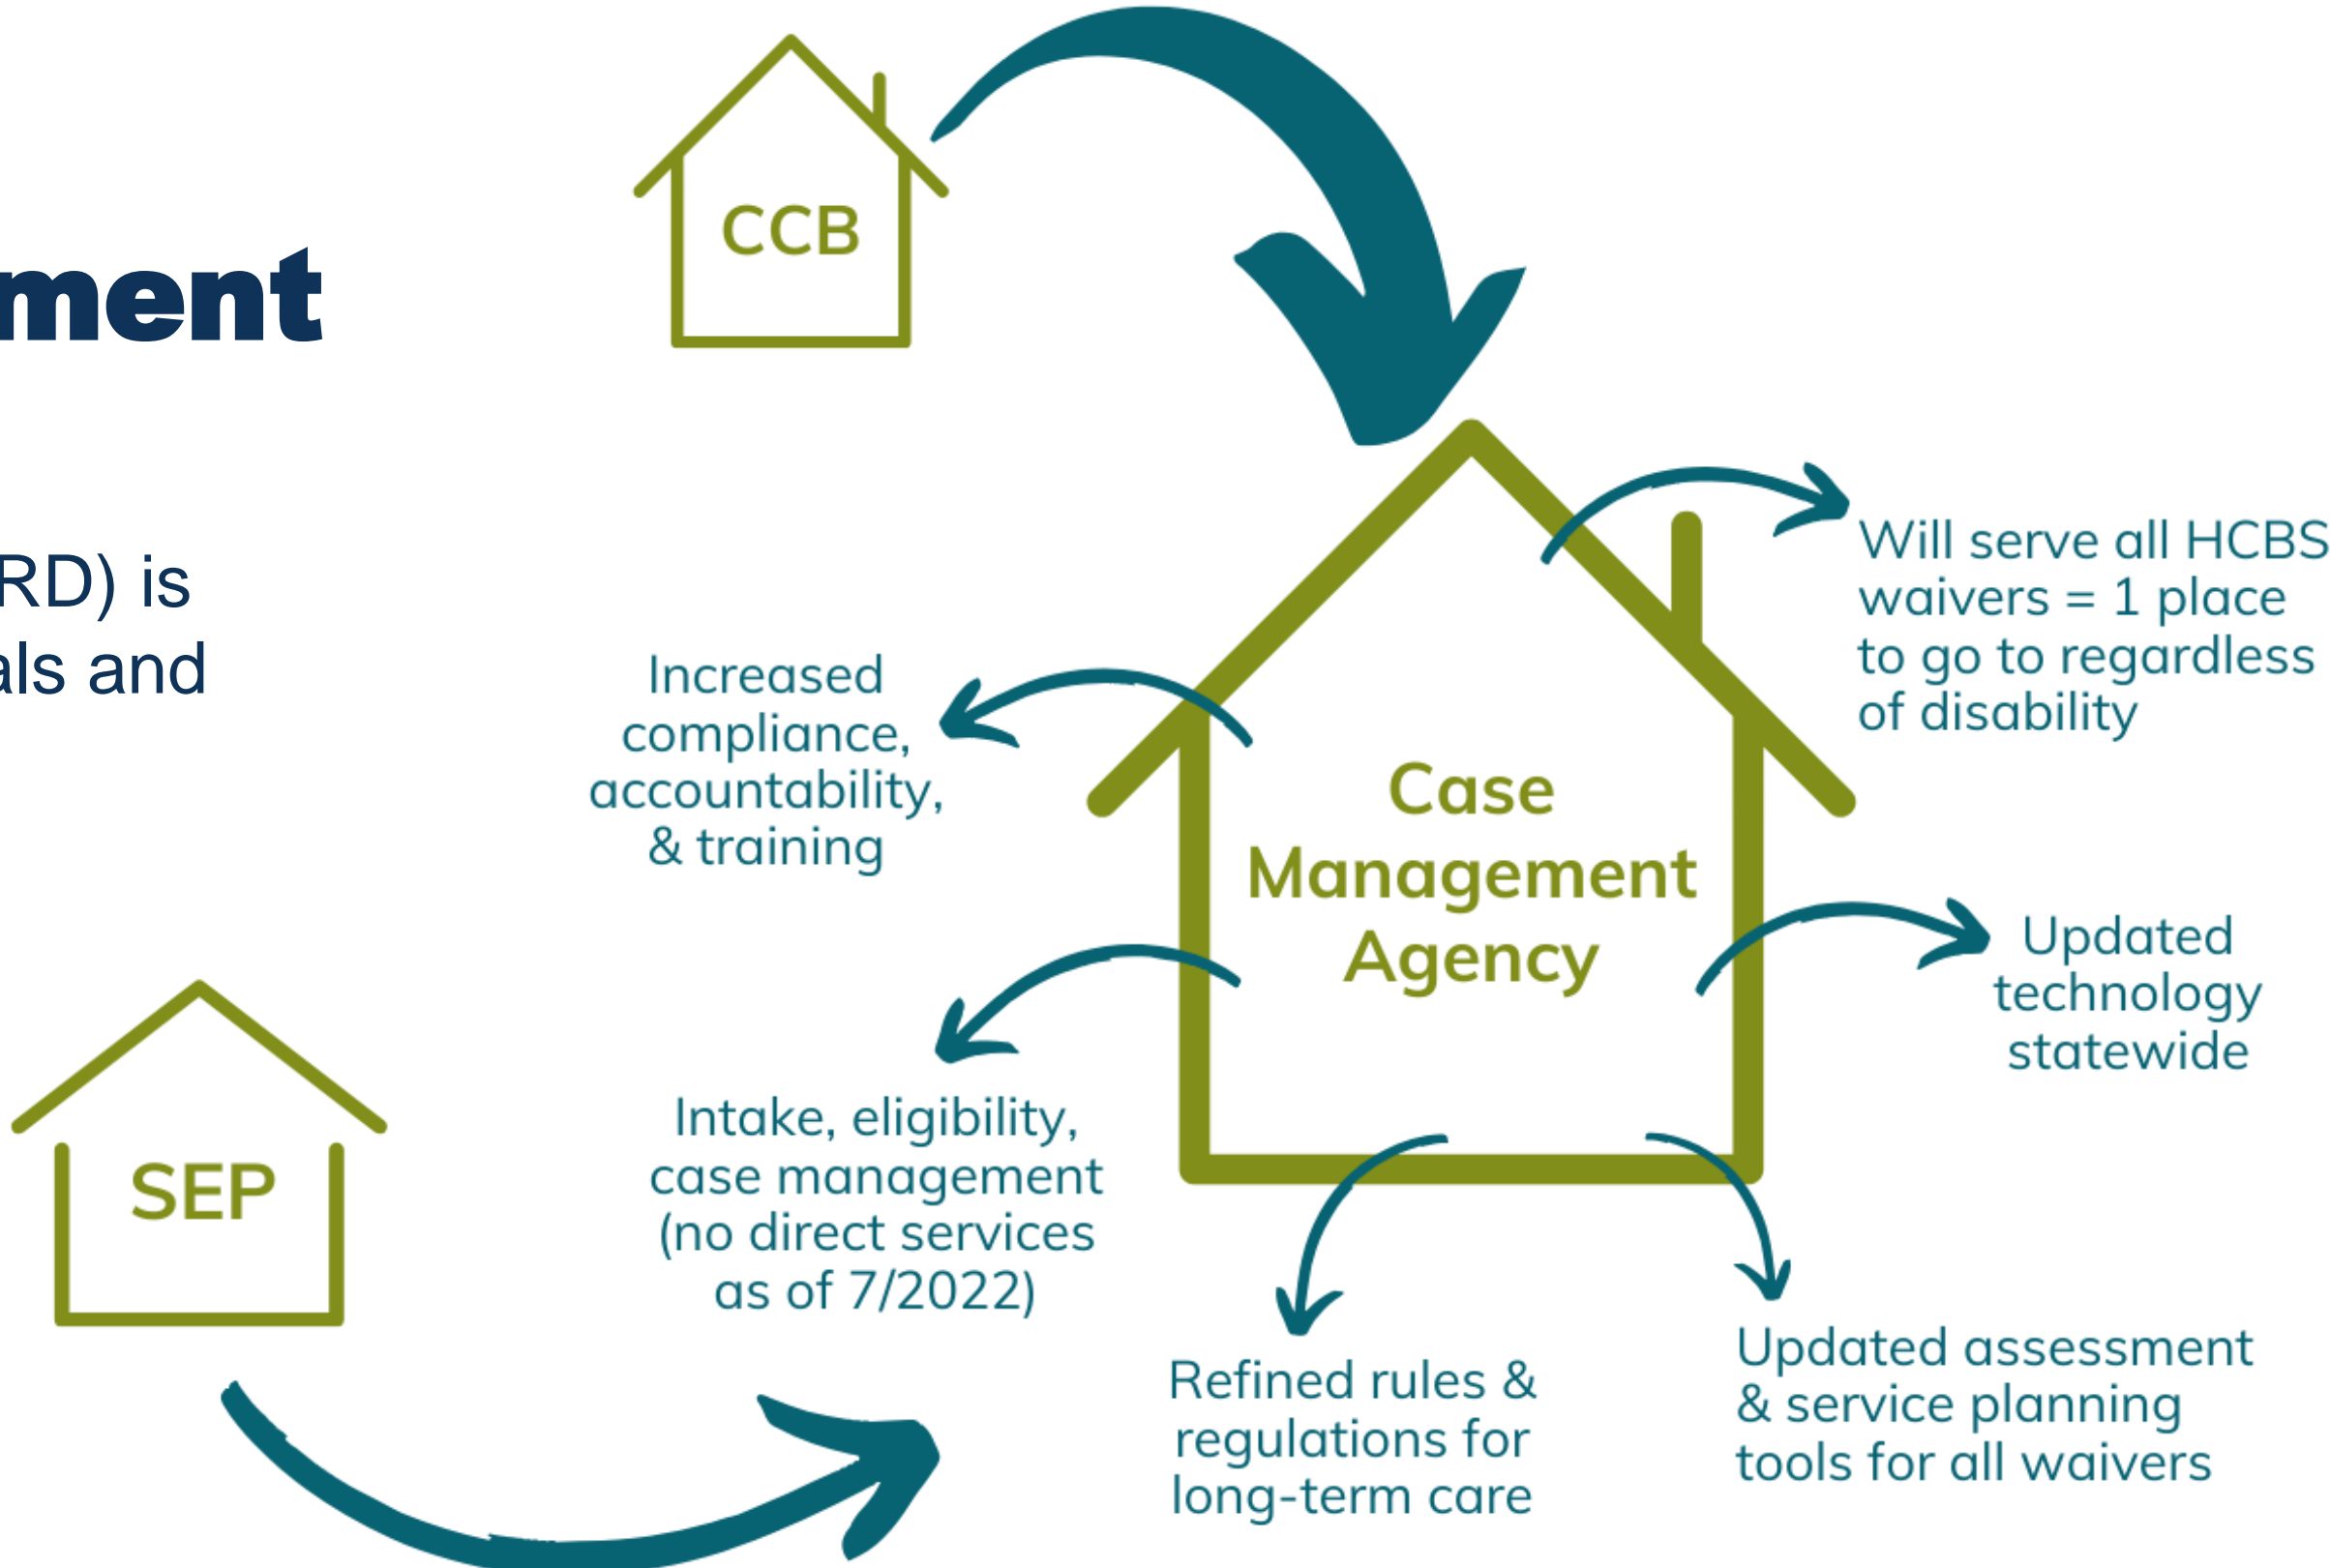 CCB
ment
RD) is
als and
SEP
Case
Management
Agency
Increased
compliance,
accountability,
& training
Intake, eligibility,
case management
(no direct services
as of 7/2022)
Refined rules &
regulations for
long-term care
Updated assessment
& service planning
tools for all waivers
Updated
technology
statewide
Will serve all HCBS
waivers = 1 place
to go to regardless
of disability